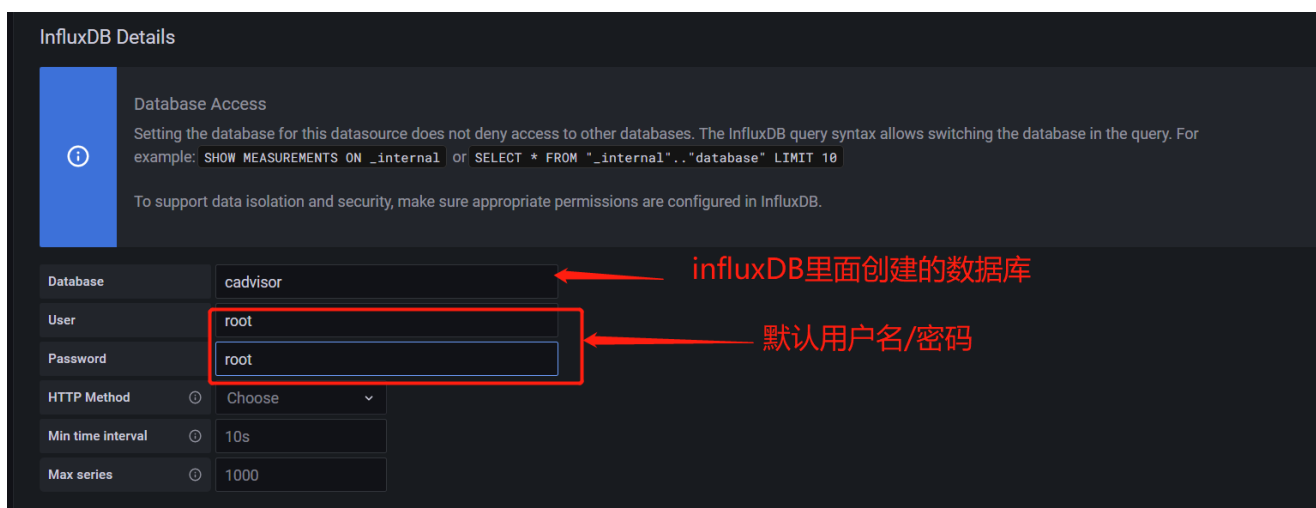 InfluxDB Details
Database Access
Setting the database for this datasource does not deny access to other databases. The InfluxDB query syntax allows switching the database in the query. For
example: SHOW MEASUREMENTS ON _internal or SELECT * FROM "_internal".."database" LIMIT 10
To support data isolation and security, make sure appropriate permissions are configured in InfluxDB.
Database cadvisor influxDB里面创建的数据库
User root
默认用户名/密码
Password root
HTTP Method Choose
Min time interval 10s
Max series 1000